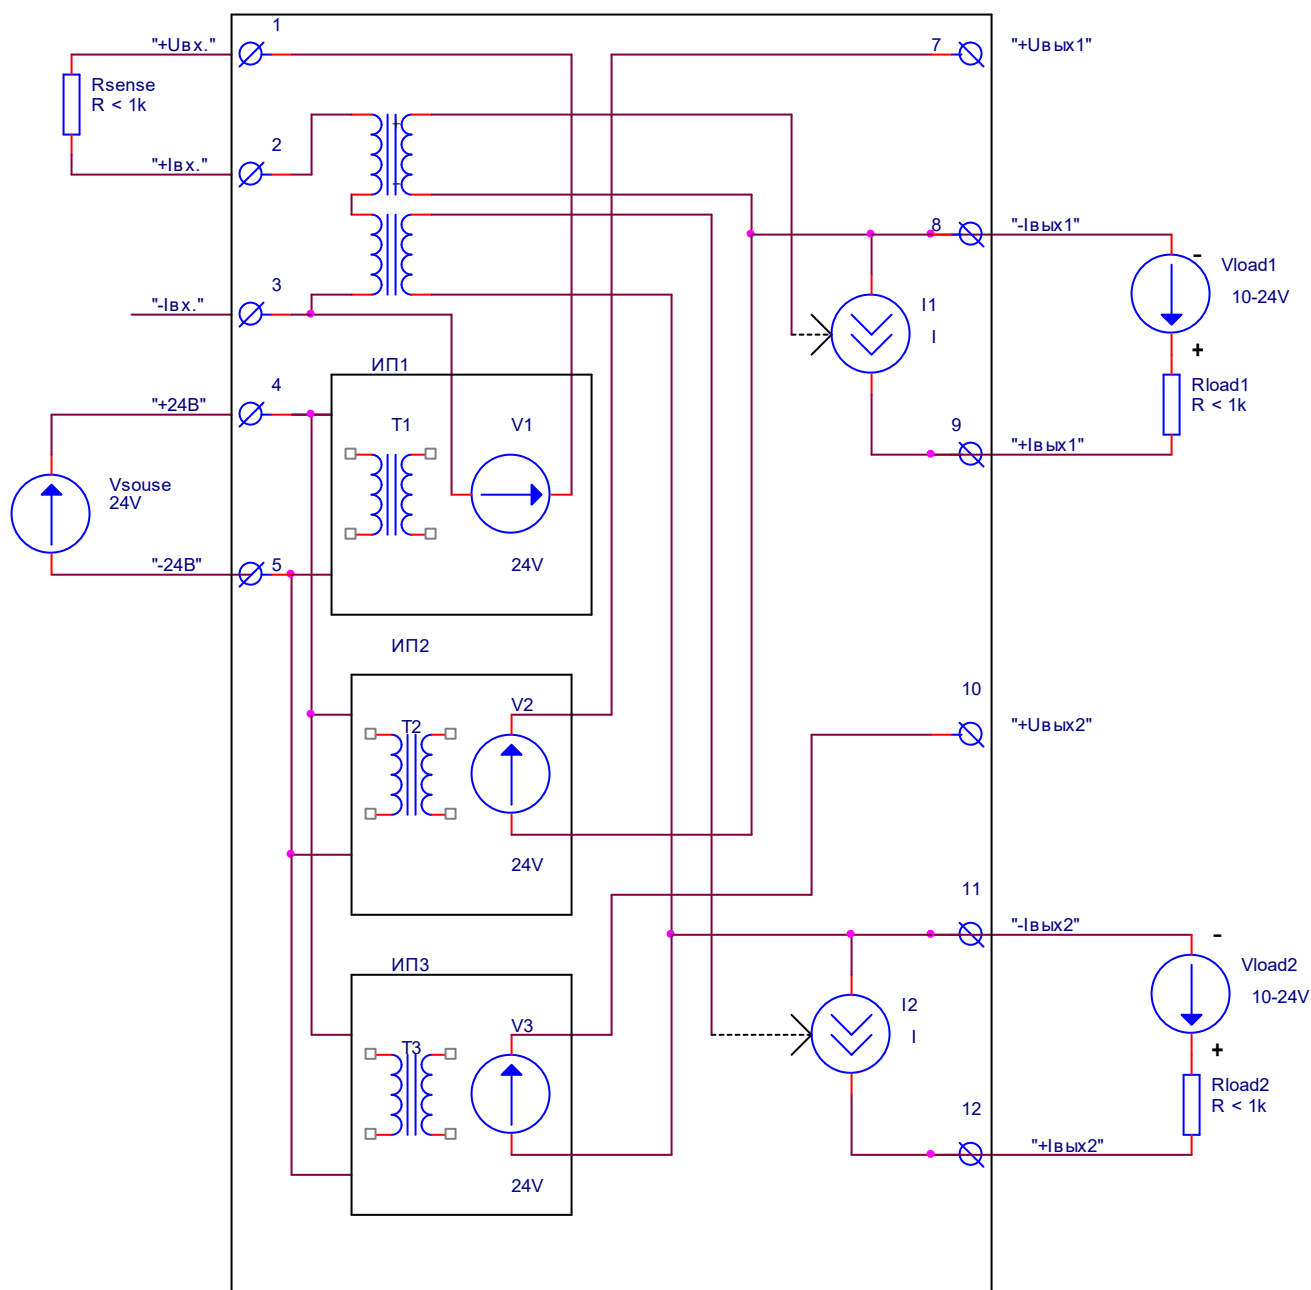 1
"+Uвх."
Rsense
R < 1k
2
"+Iвх."
3
"-Iвх."
4
"+24В"
Vsouse
24V
5
"-24В"
7
"+Uвых1"
8
"-Iвых1"
-
Vload1
10-24V
+
Rload1
R < 1k
9
"+Iвых1"
I1
I
+
-
ИП1
T1
V1
24V
ИП2
T2
V2
24V
10
"+Uвых2"
ИП3
T3
V3
24V
11
"-Iвых2"
-
Vload2
10-24V
+
Rload2
R < 1k
I2
I
12
"+Iвых2"